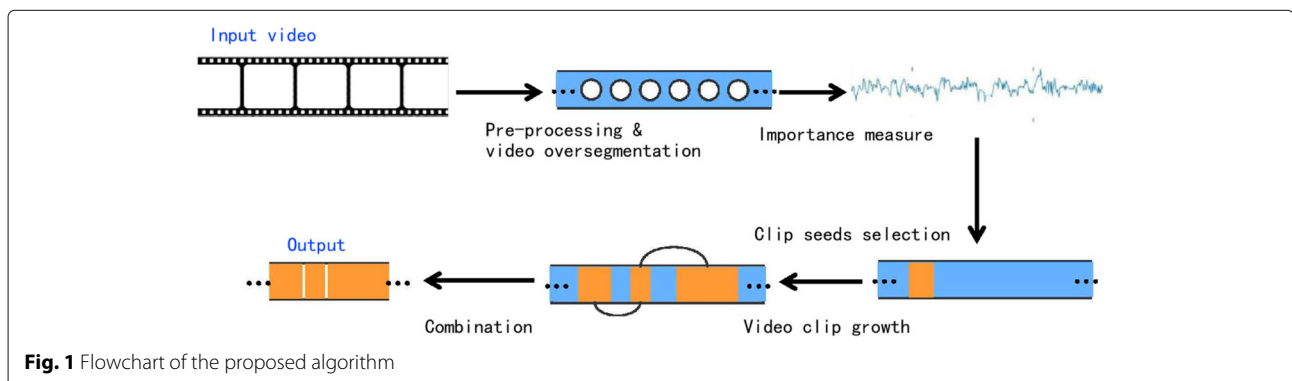 Input video
Pre-processing &
video oversegmentation
Importance measure
Clip seeds selection
Output
Combination
Video clip growth
Fig. 1 Flowchart of the proposed algorithm